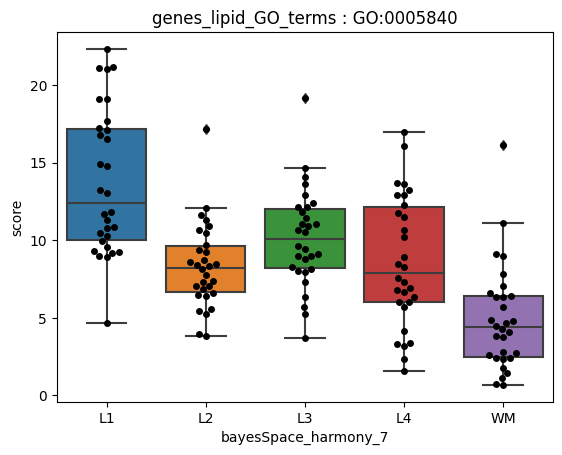 genes_lipid_GO_terms : GO:0005840
score
20
15
10
5
0
L1 L2 L3 L4 WM
bayesSpace_harmony_7